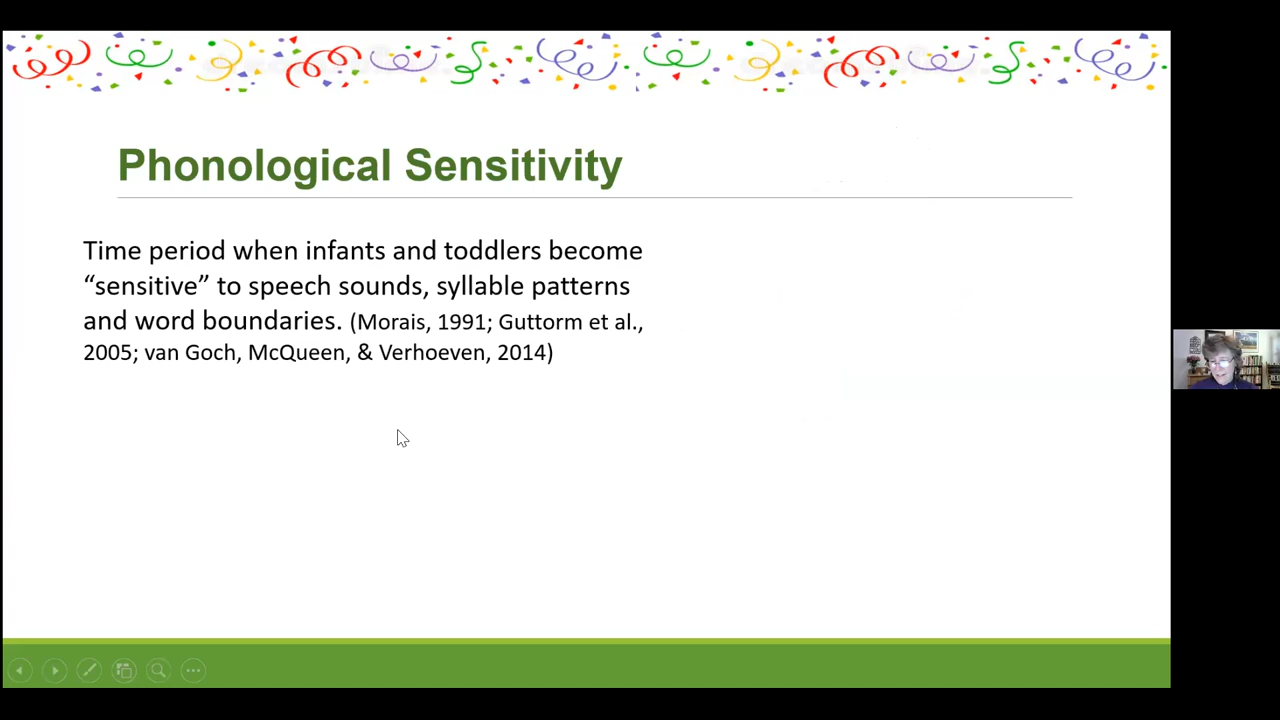 Phonological Sensitivity
Time period when infants and toddlers become
“sensitive” to speech sounds, syllable patterns
and word boundaries. (Morais, 1991; Guttorm et al.,
2005; van Goch, McQueen, & Verhoeven, 2014)